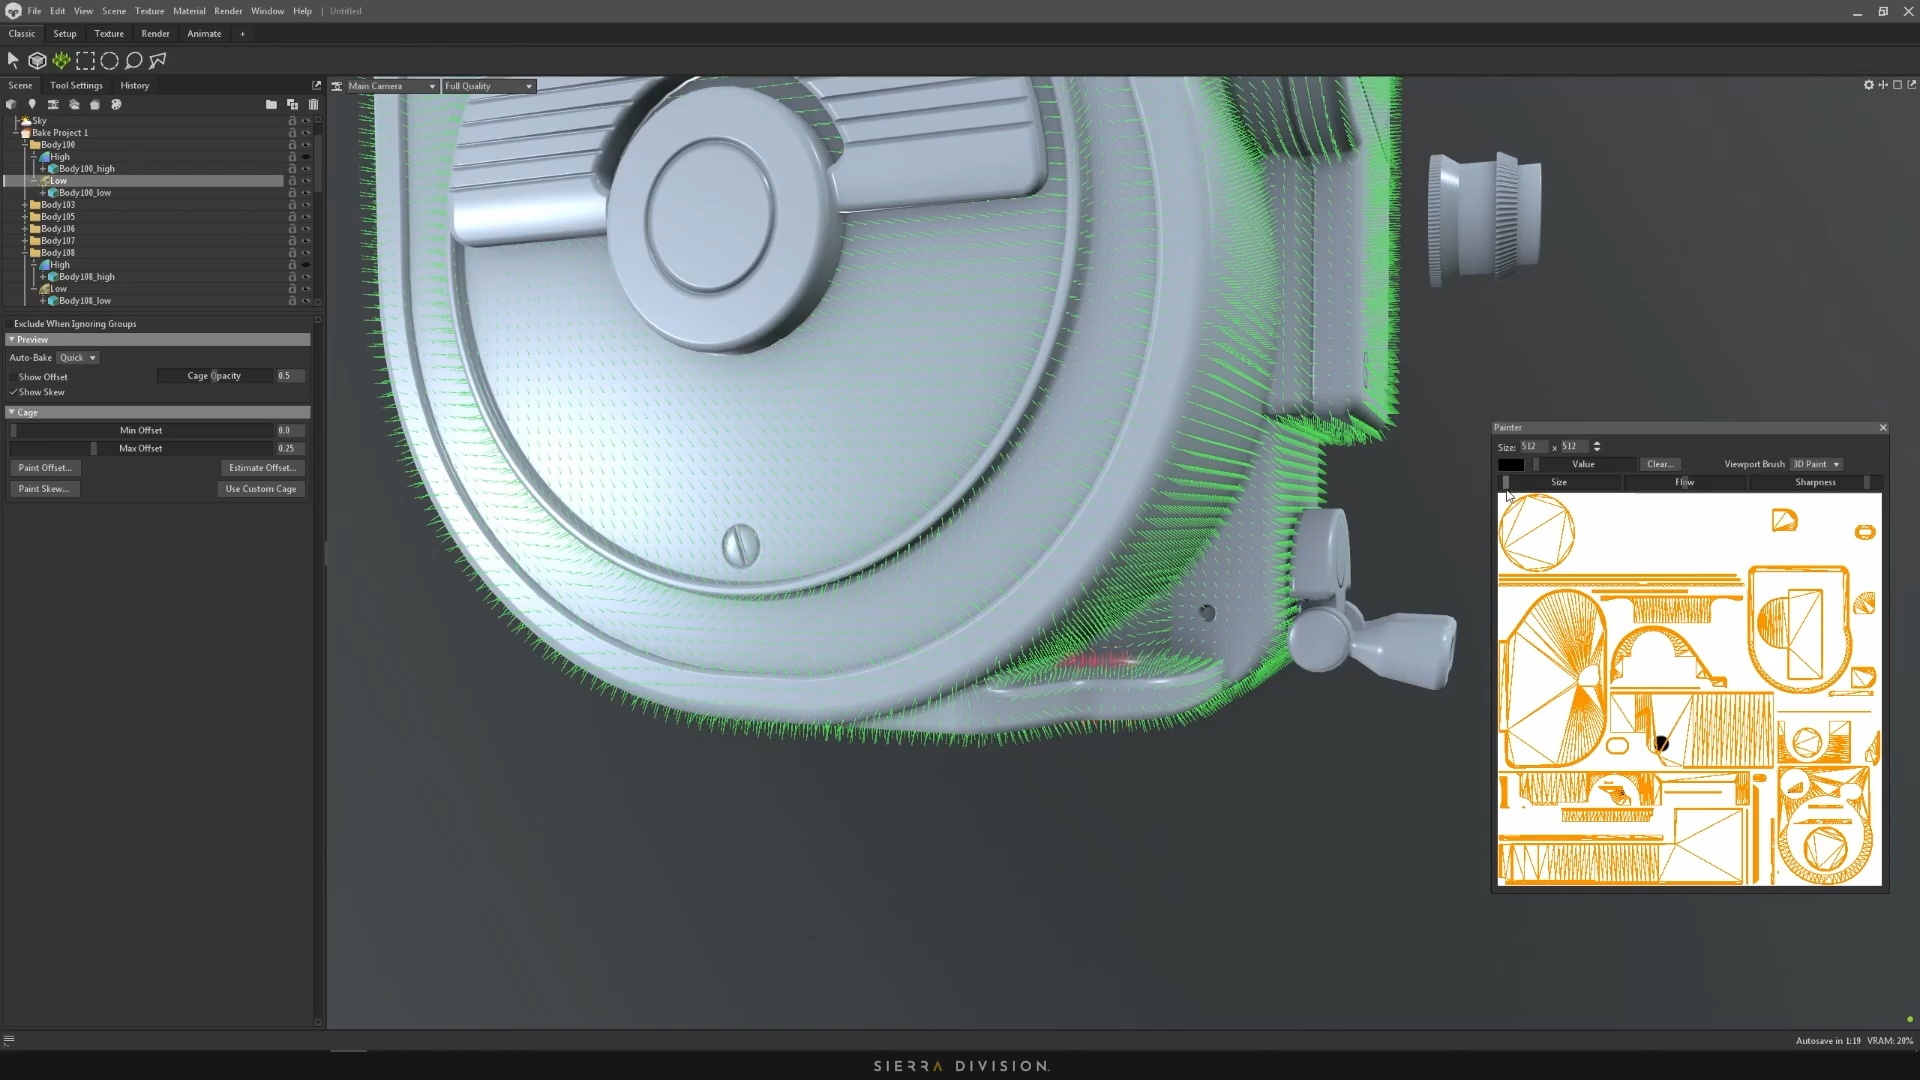 File Edit View Scene Texture Material Render Window Help | Untitled
Classic Setup Texture Render Animate +
Scene Tool Settings History
Main Camera Full Quality
Sky
Bake Project 1
Body100
High
Body100_high
Low
Body100_low
Body103
Body105
Body106
Body107
Body108
High
Body108_high
Low
Body108_low
Exclude When Ignoring Groups
Preview
Auto-Bake Quick
Show Offset Cage Opacity 0.5
Show Skew
Cage
Min Offset 0.0
Max Offset 0.25
Paint Offset... Estimate Offset...
Paint Skew... Use Custom Cage
Painter
Size: 512 x 512
Value Clear... Viewport Brush 3D Paint
Size Flow Sharpness
Autosave in 1:19 VRAM: 20%
SIERRA DIVISION.